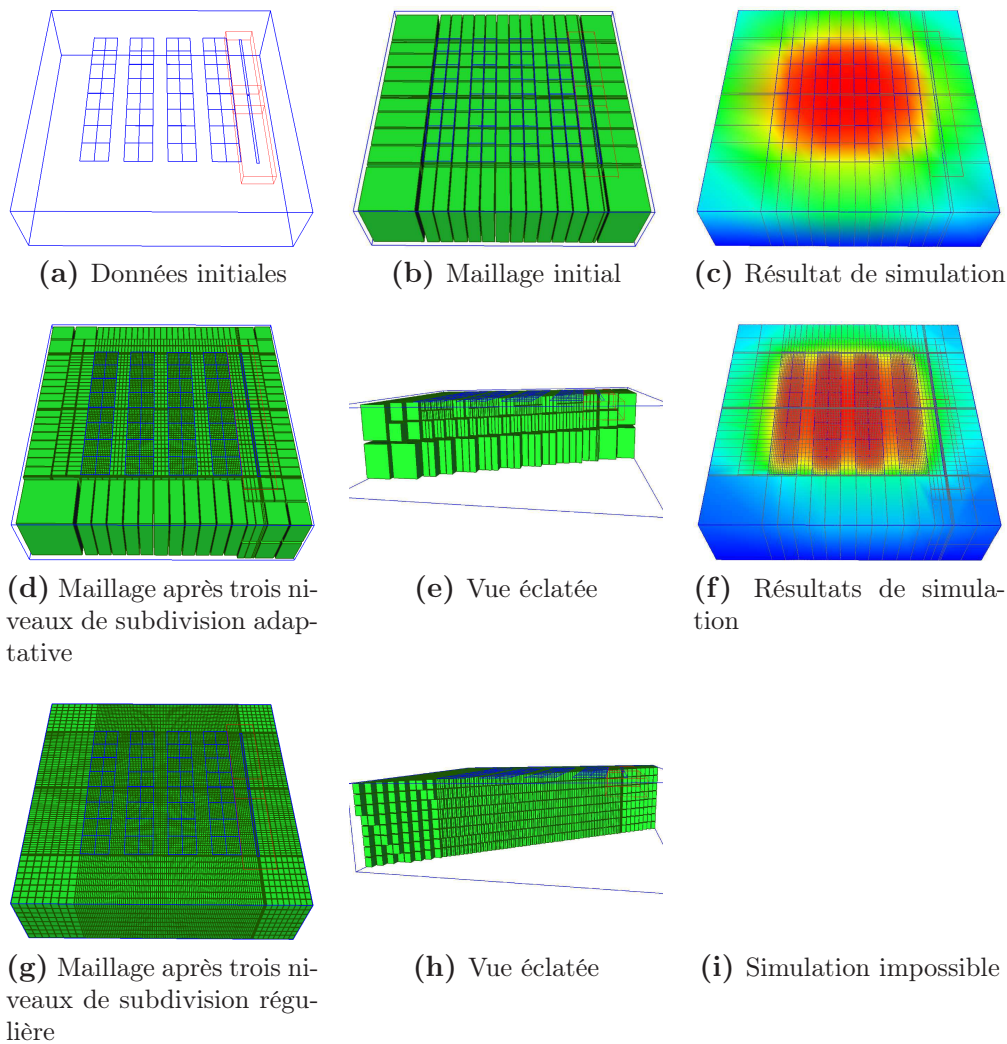 (a) Données initiales
(b) Maillage initial
(c) Résultat de simulation
(d) Maillage après trois ni-
veaux de subdivision adap-
tative
(e) Vue éclatée
(f) Résultats de simula-
tion
(g) Maillage après trois ni-
veaux de subdivision régu-
lière
(h) Vue éclatée
(i) Simulation impossible